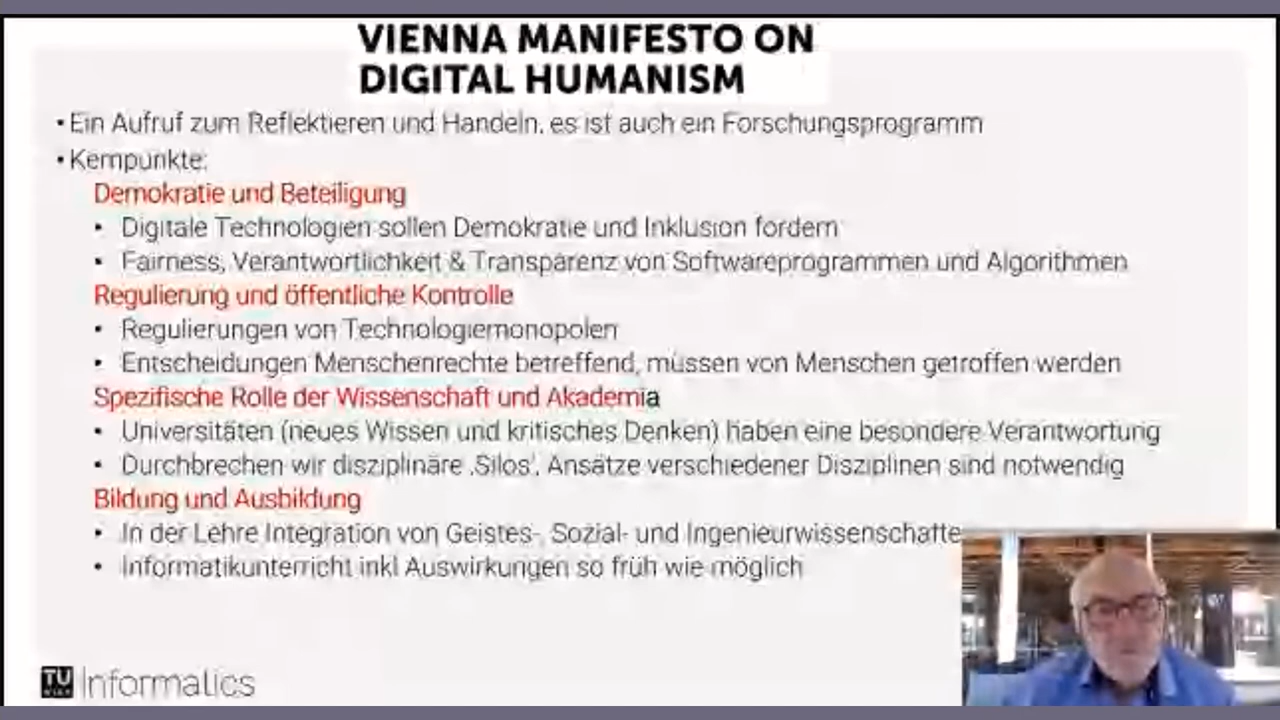 VIENNA MANIFESTO ON
DIGITAL HUMANISM
• Ein Aufruf zum Reflektieren und Handeln, es ist auch ein Forschungsprogramm
• Kernpunkte:
Demokratie und Beteiligung
• Digitale Technologien sollen Demokratie und Inklusion fördern
• Fairness, Verantwortlichkeit & Transparenz von Softwareprogrammen und Algorithmen
Regulierung und öffentliche Kontrolle
• Regulierungen von Technologiemonopolen
• Entscheidungen Menschenrechte betreffend, müssen von Menschen getroffen werden
Spezifische Rolle der Wissenschaft und Akademia
• Universitäten (neues Wissen und kritisches Denken) haben eine besondere Verantwortung
• Durchbrechen wir disziplinäre ‚Silos‘, Ansätze verschiedener Disziplinen sind notwendig
Bildung und Ausbildung
• In der Lehre Integration von Geistes-, Sozial- und Ingenieurwissenschafte
• Informatikunterricht inkl Auswirkungen so früh wie möglich
TU WIEN Informatics